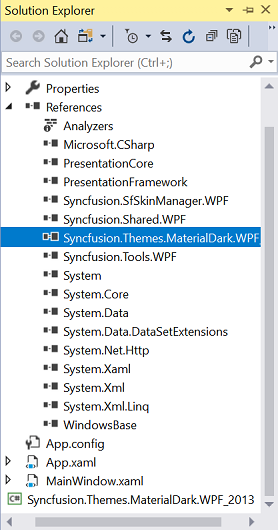 Solution Explorer
Search Solution Explorer (Ctrl+;)
Properties
References
Analyzers
Microsoft.CSharp
PresentationCore
PresentationFramework
Syncfusion.SfSkinManager.WPF
Syncfusion.Shared.WPF
Syncfusion.Themes.MaterialDark.WPF
Syncfusion.Tools.WPF
System
System.Core
System.Data
System.Data.DataSetExtensions
System.Net.Http
System.Xaml
System.Xml
System.Xml.Linq
WindowsBase
App.config
App.xaml
MainWindow.xaml
C# Syncfusion.Themes.MaterialDark.WPF_2013